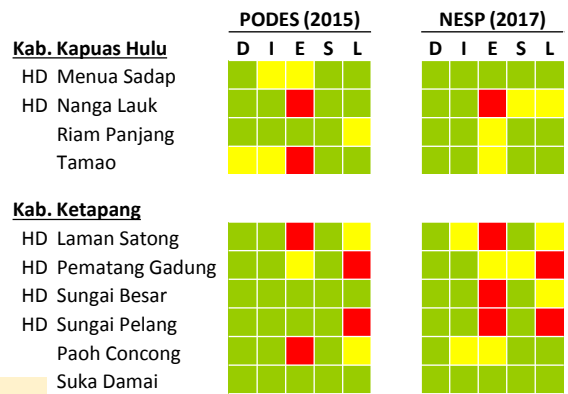 PODES (2015) NESP (2017)
Kab. Kapuas Hulu D I E S L D I E S L
HD Menua Sadap
HD Nanga Lauk
Riam Panjang
Tamao
Kab. Ketapang
HD Laman Satong
HD Pematang Gadung
HD Sungai Besar
HD Sungai Pelang
Paoh Concong
Suka Damai